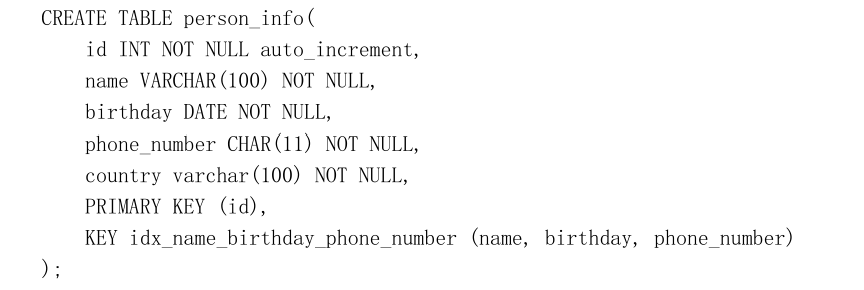 CREATE TABLE person_info(
    id INT NOT NULL auto_increment,
    name VARCHAR(100) NOT NULL,
    birthday DATE NOT NULL,
    phone_number CHAR(11) NOT NULL,
    country varchar(100) NOT NULL,
    PRIMARY KEY (id),
    KEY idx_name_birthday_phone_number (name, birthday, phone_number)
);